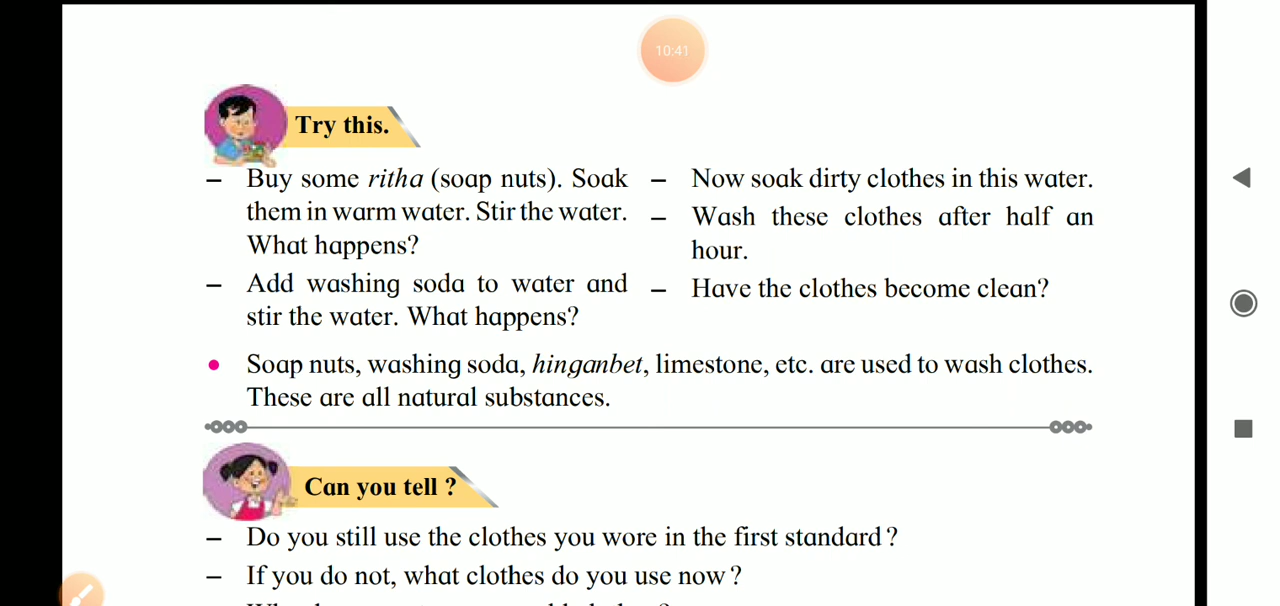 10:41
Try this.
– Buy some ritha (soap nuts). Soak
them in warm water. Stir the water.
What happens?
– Add washing soda to water and
stir the water. What happens?
– Now soak dirty clothes in this water.
– Wash these clothes after half an
hour.
– Have the clothes become clean?
• Soap nuts, washing soda, hinganbet, limestone, etc. are used to wash clothes.
These are all natural substances.
Can you tell ?
– Do you still use the clothes you wore in the first standard ?
– If you do not, what clothes do you use now ?